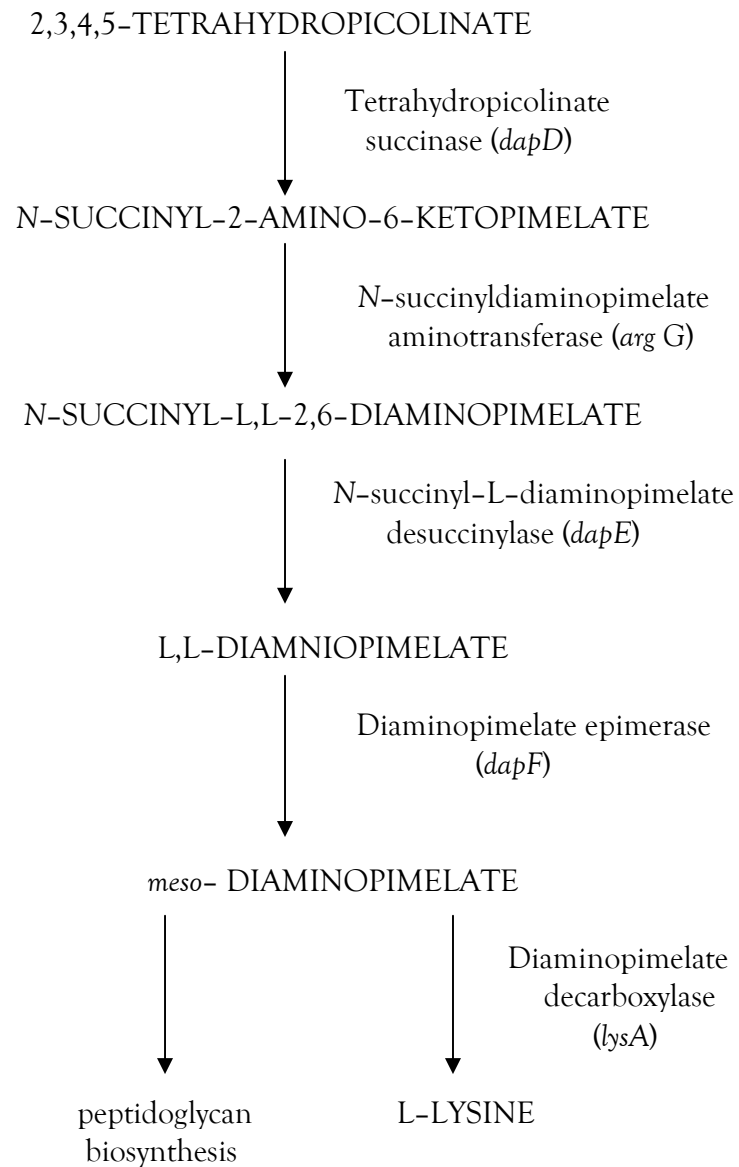 2,3,4,5–TETRAHYDROPICOLINATE
Tetrahydropicolinate
succinase (dapD)
N–SUCCINYL–2–AMINO–6–KETOPIMELATE
N–succinyldiaminopimelate
aminotransferase (arg G)
N–SUCCINYL–L,L–2,6–DIAMINOPIMELATE
N–succinyl–L–diaminopimelate
desuccinylase (dapE)
L,L–DIAMNIOPIMELATE
Diaminopimelate epimerase
(dapF)
meso– DIAMINOPIMELATE
Diaminopimelate
decarboxylase
(lysA)
peptidoglycan
biosynthesis
L–LYSINE